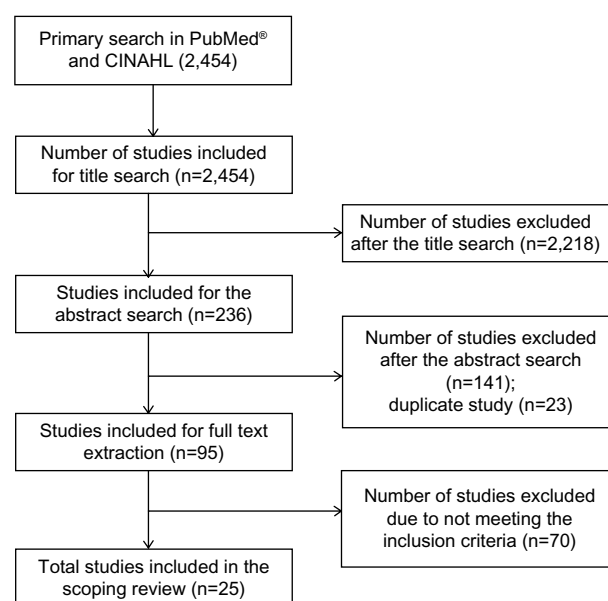 Primary search in PubMed®
and CINAHL (2,454)
Number of studies included
for title search (n=2,454)
Number of studies excluded
after the title search (n=2,218)
Studies included for the
abstract search (n=236)
Number of studies excluded
after the abstract search
(n=141);
duplicate study (n=23)
Studies included for full text
extraction (n=95)
Number of studies excluded
due to not meeting the
inclusion criteria (n=70)
Total studies included in the
scoping review (n=25)